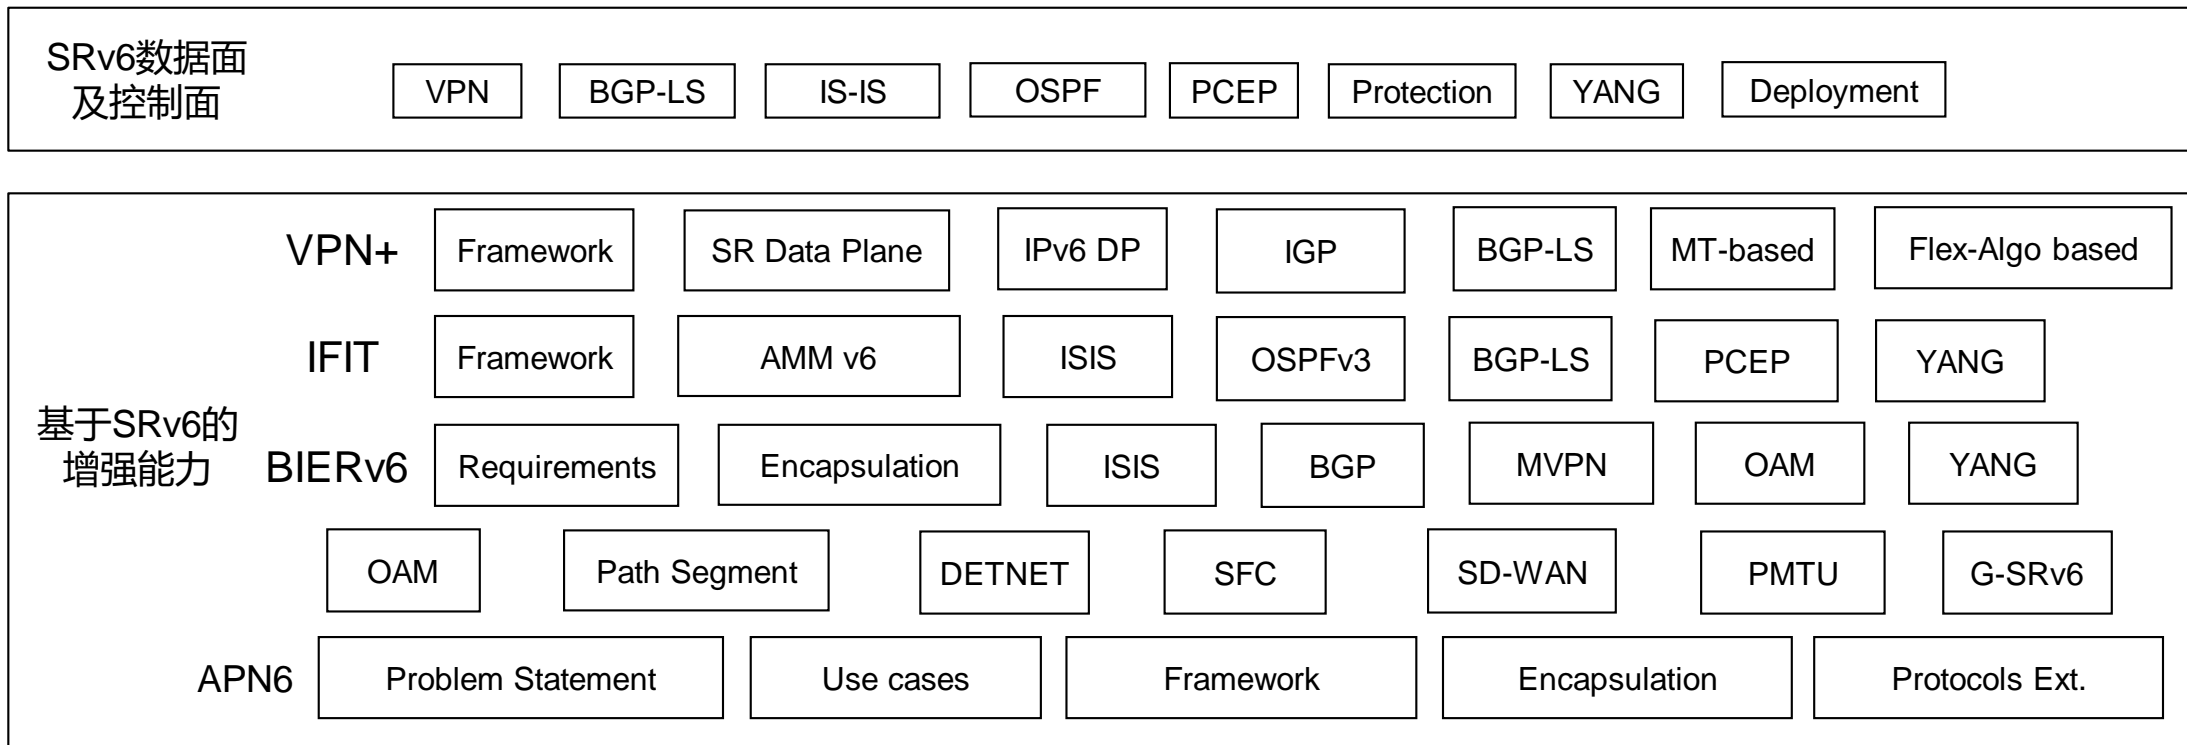 SRv6数据面
及控制面
VPN BGP-LS IS-IS OSPF PCEP Protection YANG Deployment
VPN+ Framework SR Data Plane IPv6 DP IGP BGP-LS MT-based Flex-Algo based
IFIT Framework AMM v6 ISIS OSPFv3 BGP-LS PCEP YANG
基于SRv6的
增强能力
BIERv6 Requirements Encapsulation ISIS BGP MVPN OAM YANG
OAM Path Segment DETNET SFC SD-WAN PMTU G-SRv6
APN6 Problem Statement Use cases Framework Encapsulation Protocols Ext.